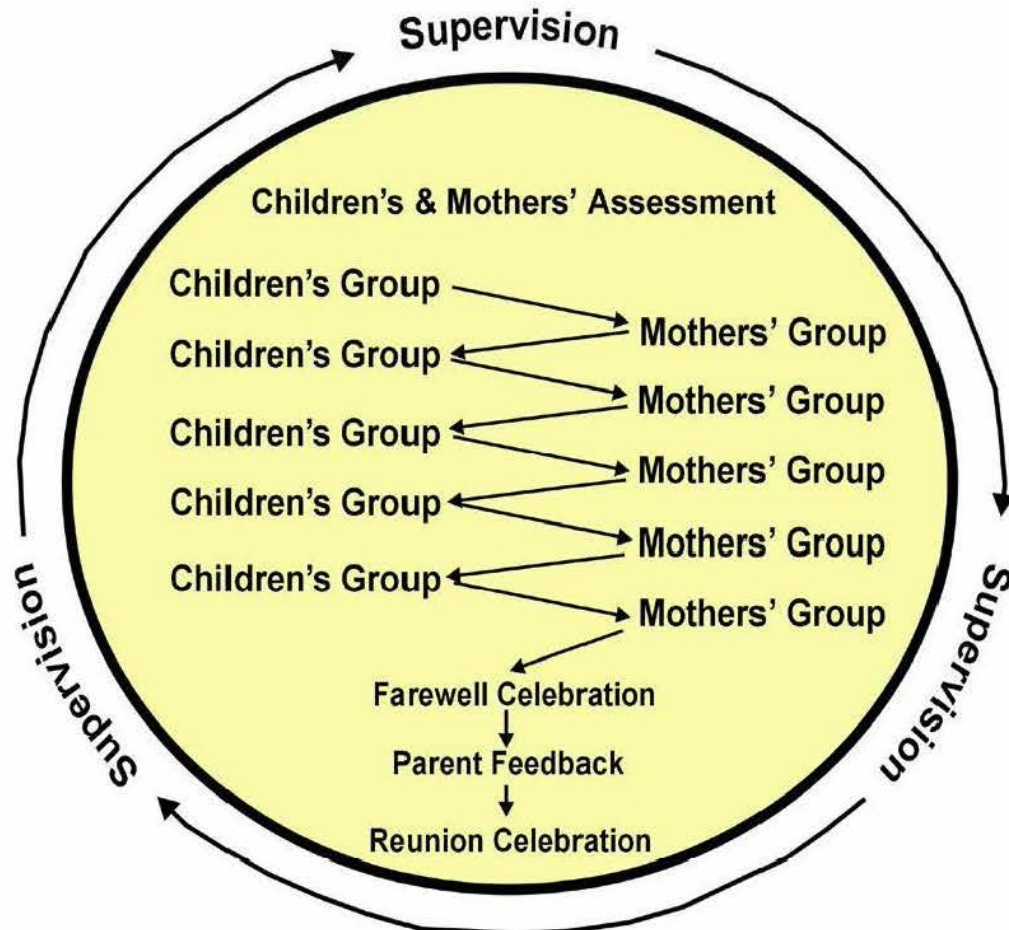 Supervision
Children's & Mothers' Assessment
Children's Group
Mothers' Group
Children's Group
Mothers' Group
Children's Group
Mothers' Group
Children's Group
Mothers' Group
Children's Group
Mothers' Group
Farewell Celebration
Parent Feedback
Reunion Celebration
Supervision
Supervision